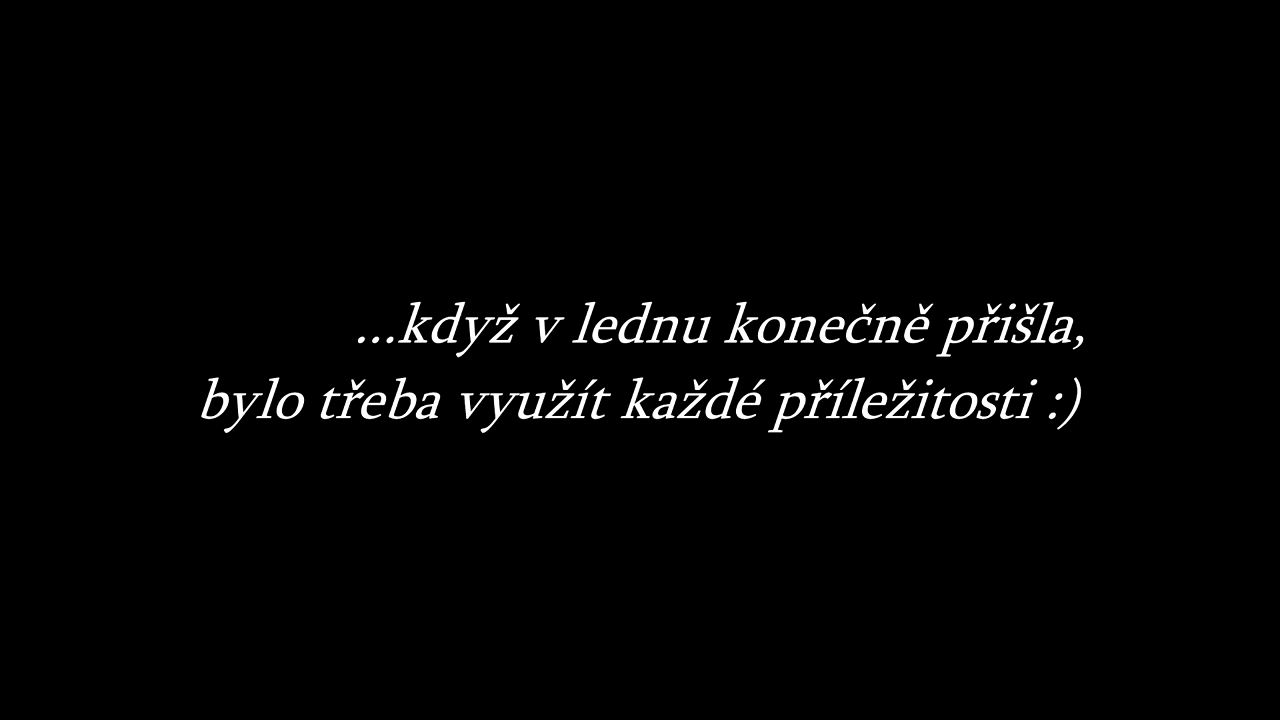 ...když v lednu konečně přišla,
bylo třeba využít každé příležitosti :)